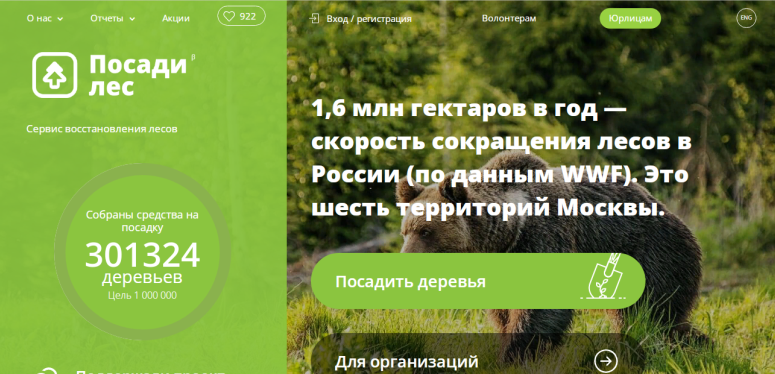 О нас
Отчеты
Акции
922
Вход / регистрация
Волонтерам
Юрлицам
ENG
Посади β
лес
Сервис восстановления лесов
Собраны средства на
посадку
301324
деревьев
Цель 1 000 000
1,6 млн гектаров в год —
скорость сокращения лесов в
России (по данным WWF). Это
шесть территорий Москвы.
Посадить деревья
Для организаций